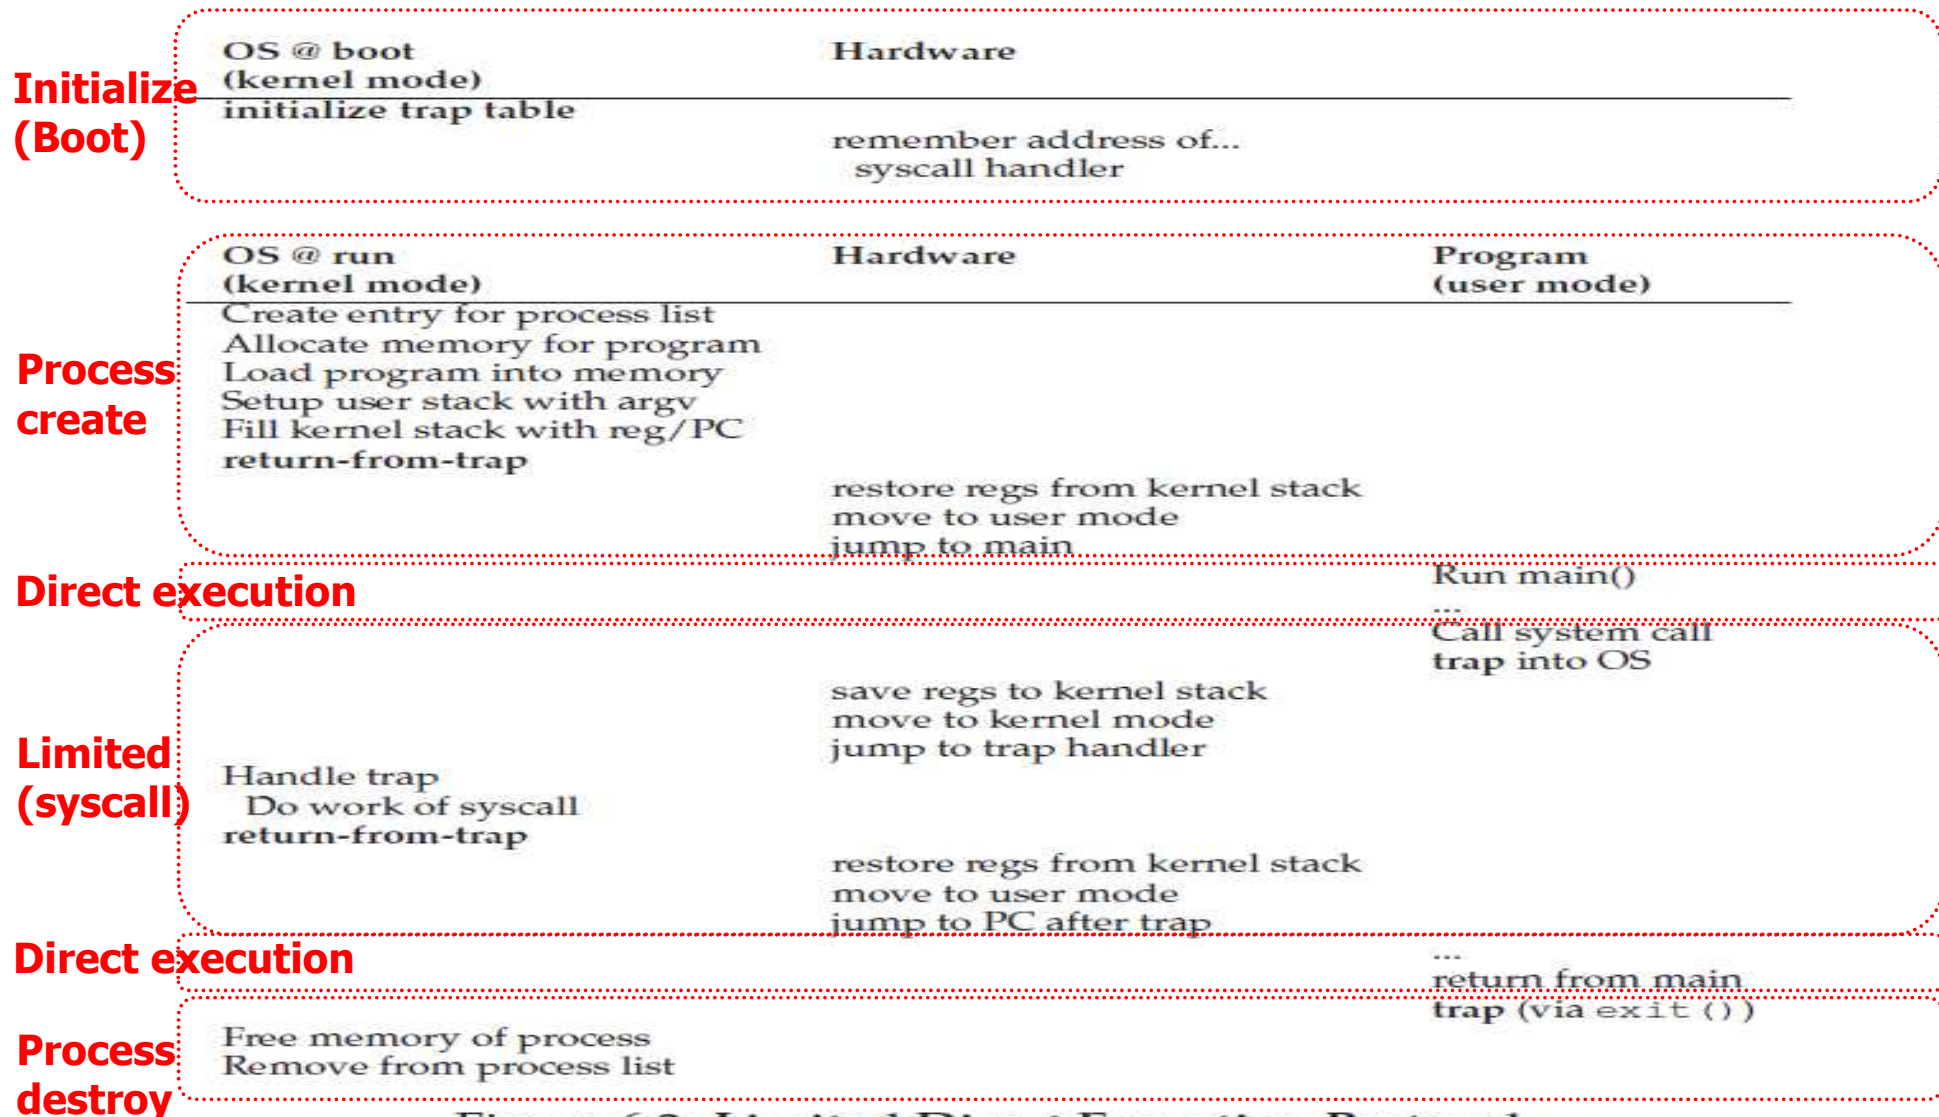 OS @ boot Hardware
(kernel mode)
Initialize
(Boot)
initialize trap table
remember address of...
syscall handler
OS @ run Hardware Program
(kernel mode) (user mode)
Process
create
Create entry for process list
Allocate memory for program
Load program into memory
Setup user stack with argv
Fill kernel stack with reg/PC
return-from-trap
restore regs from kernel stack
move to user mode
jump to main
Direct execution
Run main()
...
Limited
(syscall)
Call system call
trap into OS
save regs to kernel stack
move to kernel mode
jump to trap handler
Handle trap
Do work of syscall
return-from-trap
restore regs from kernel stack
move to user mode
jump to PC after trap
Direct execution
...
return from main
Process
destroy
trap (via exit())
Free memory of process
Remove from process list